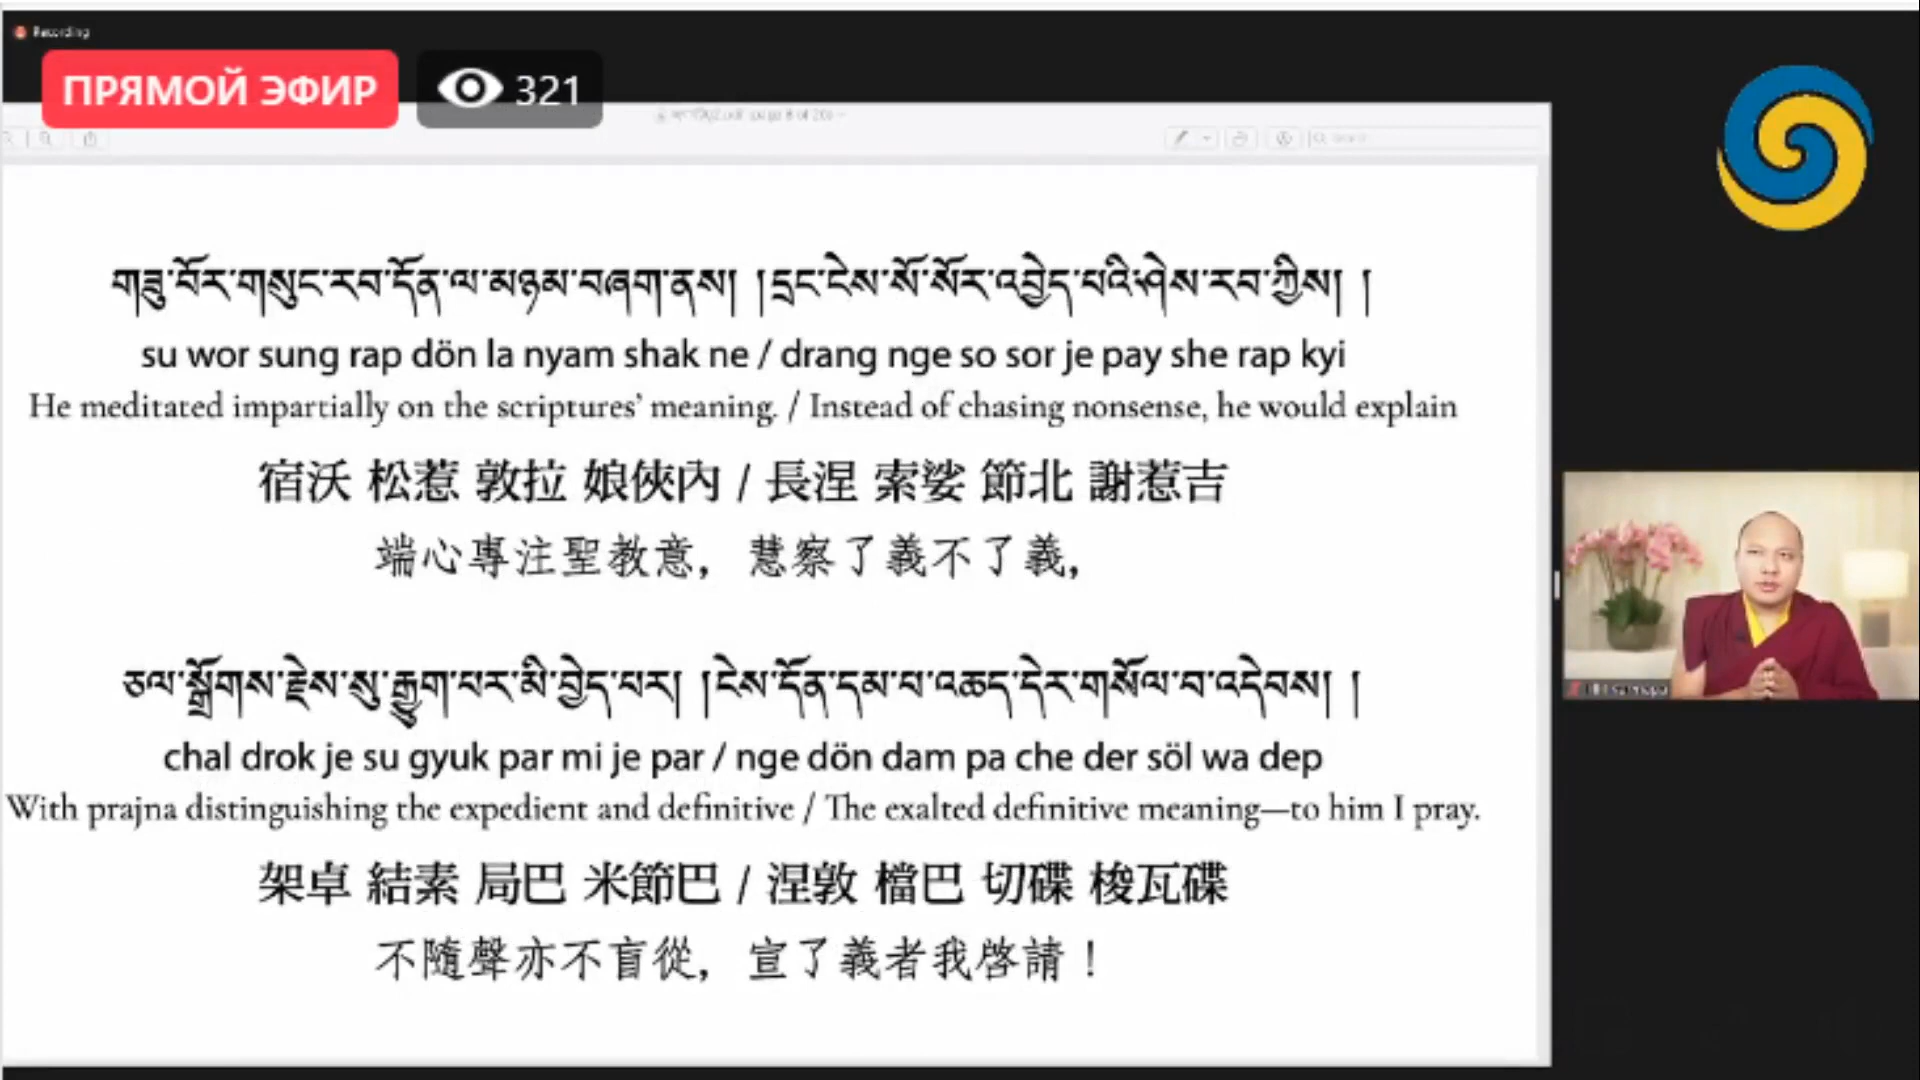 Recording
ПРЯМОЙ ЭФИР
321
གཟུ་བོར་གསུང་རབ་དོན་ལ་མཉམ་བཞག་ནས། །དྲང་ངེས་སོ་སོར་འབྱེད་པའི་ཤེས་རབ་ཀྱིས། །
su wor sung rap dön la nyam shak ne / drang nge so sor je pay she rap kyi
He meditated impartially on the scriptures’ meaning. / Instead of chasing nonsense, he would explain
宿沃 松惹 敦拉 娘俠內 / 長涅 索娑 節北 謝惹吉
端心專注聖教意，慧察了義不了義，
ཅལ་སྒྲོགས་རྗེས་སུ་རྒྱུག་པར་མི་བྱེད་པར། །ངེས་དོན་དམ་པ་འཆད་དེར་གསོལ་བ་འདེབས། །
chal drok je su gyuk par mi je par / nge dön dam pa che der söl wa dep
With prajna distinguishing the expedient and definitive / The exalted definitive meaning—to him I pray.
架卓 結素 局巴 米節巴 / 涅敦 檔巴 切碟 梭瓦碟
不隨聲亦不盲從，宣了義者我啓請！